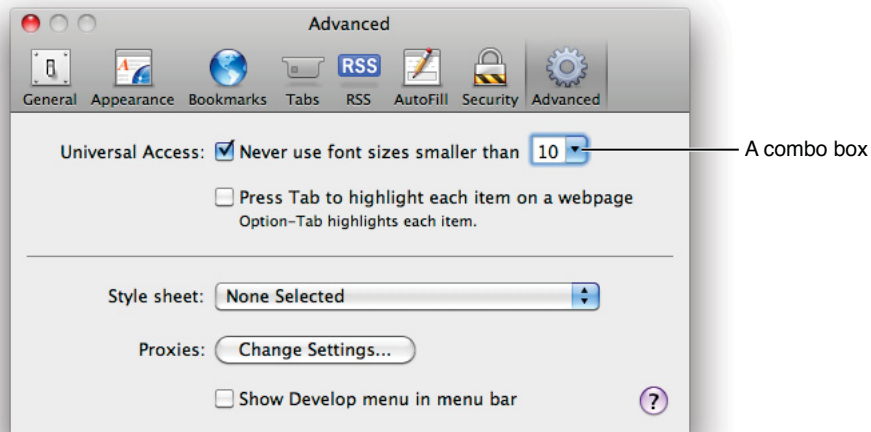 Advanced
RSS
General Appearance Bookmarks Tabs RSS AutoFill Security Advanced
Universal Access: Never use font sizes smaller than 10
A combo box
Press Tab to highlight each item on a webpage
Option-Tab highlights each item.
Style sheet: None Selected
Proxies: Change Settings...
Show Develop menu in menu bar
?